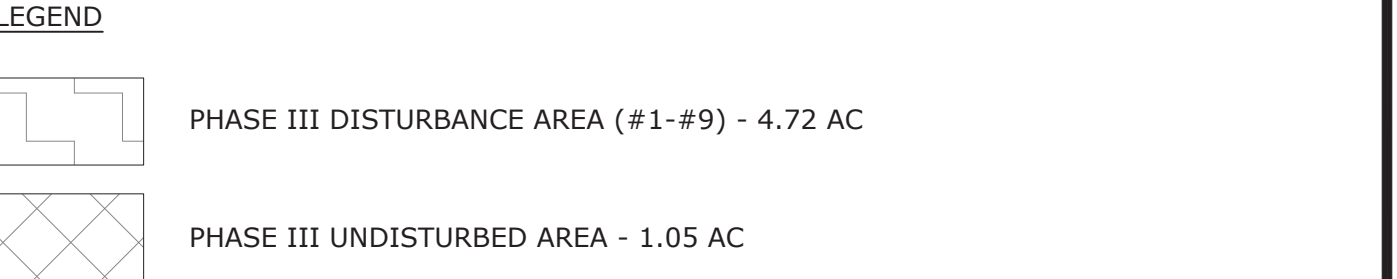 LEGEND
PHASE III DISTURBANCE AREA (#1-#9) - 4.72 AC
PHASE III UNDISTURBED AREA - 1.05 AC